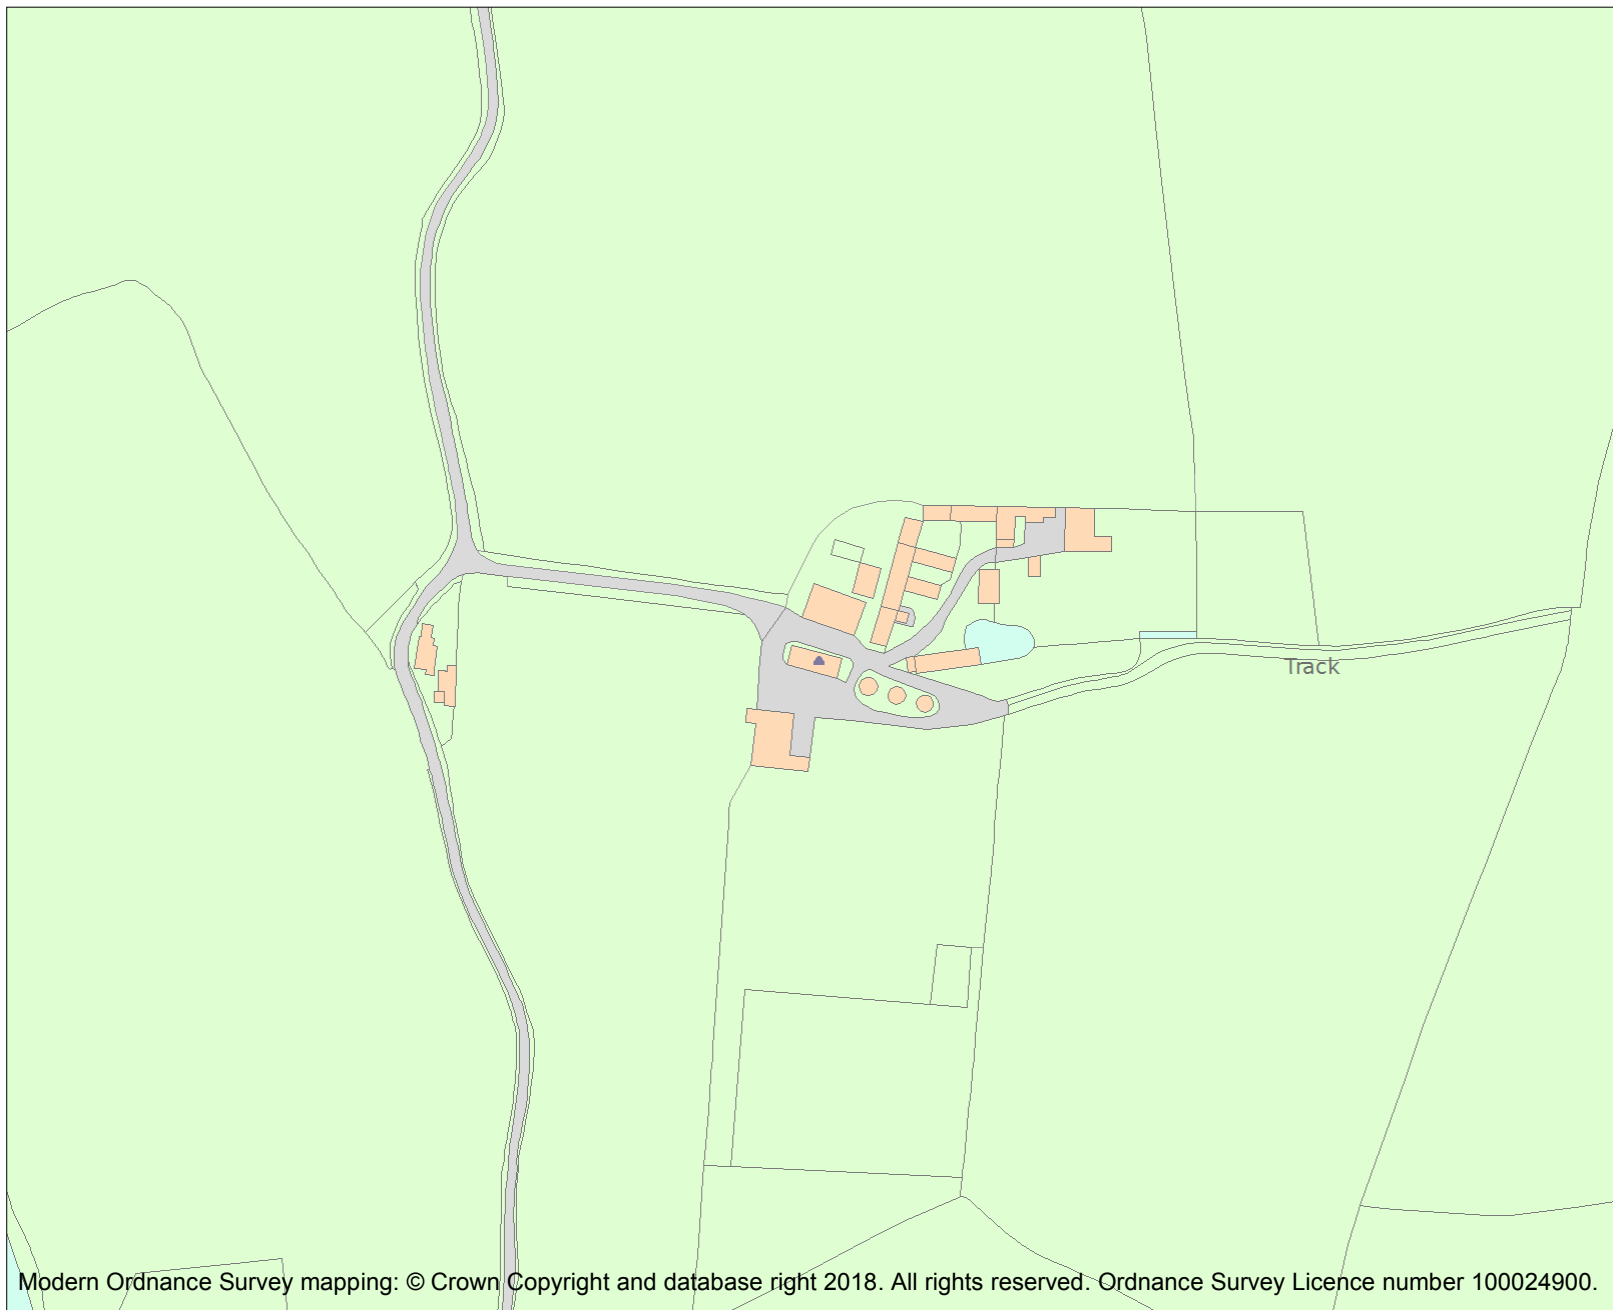 Track
Modern Ordnance Survey mapping: © Crown Copyright and database right 2018. All rights reserved. Ordnance Survey Licence number 100024900.